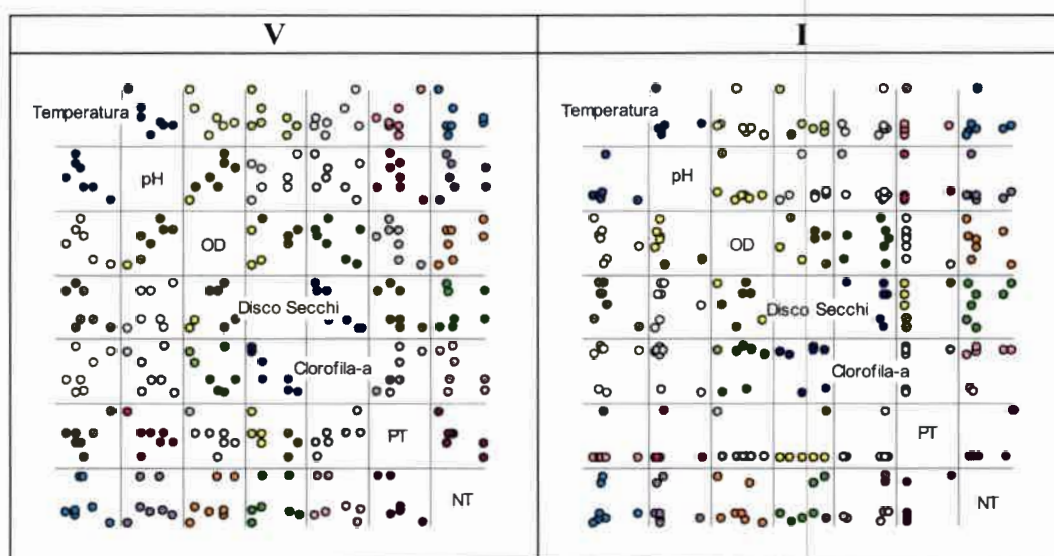 V
I
Temperatura
pH
OD
Disco Secchi
Clorofila-a
PT
NT
Temperatura
pH
OD
Disco Secchi
Clorofila-a
PT
NT